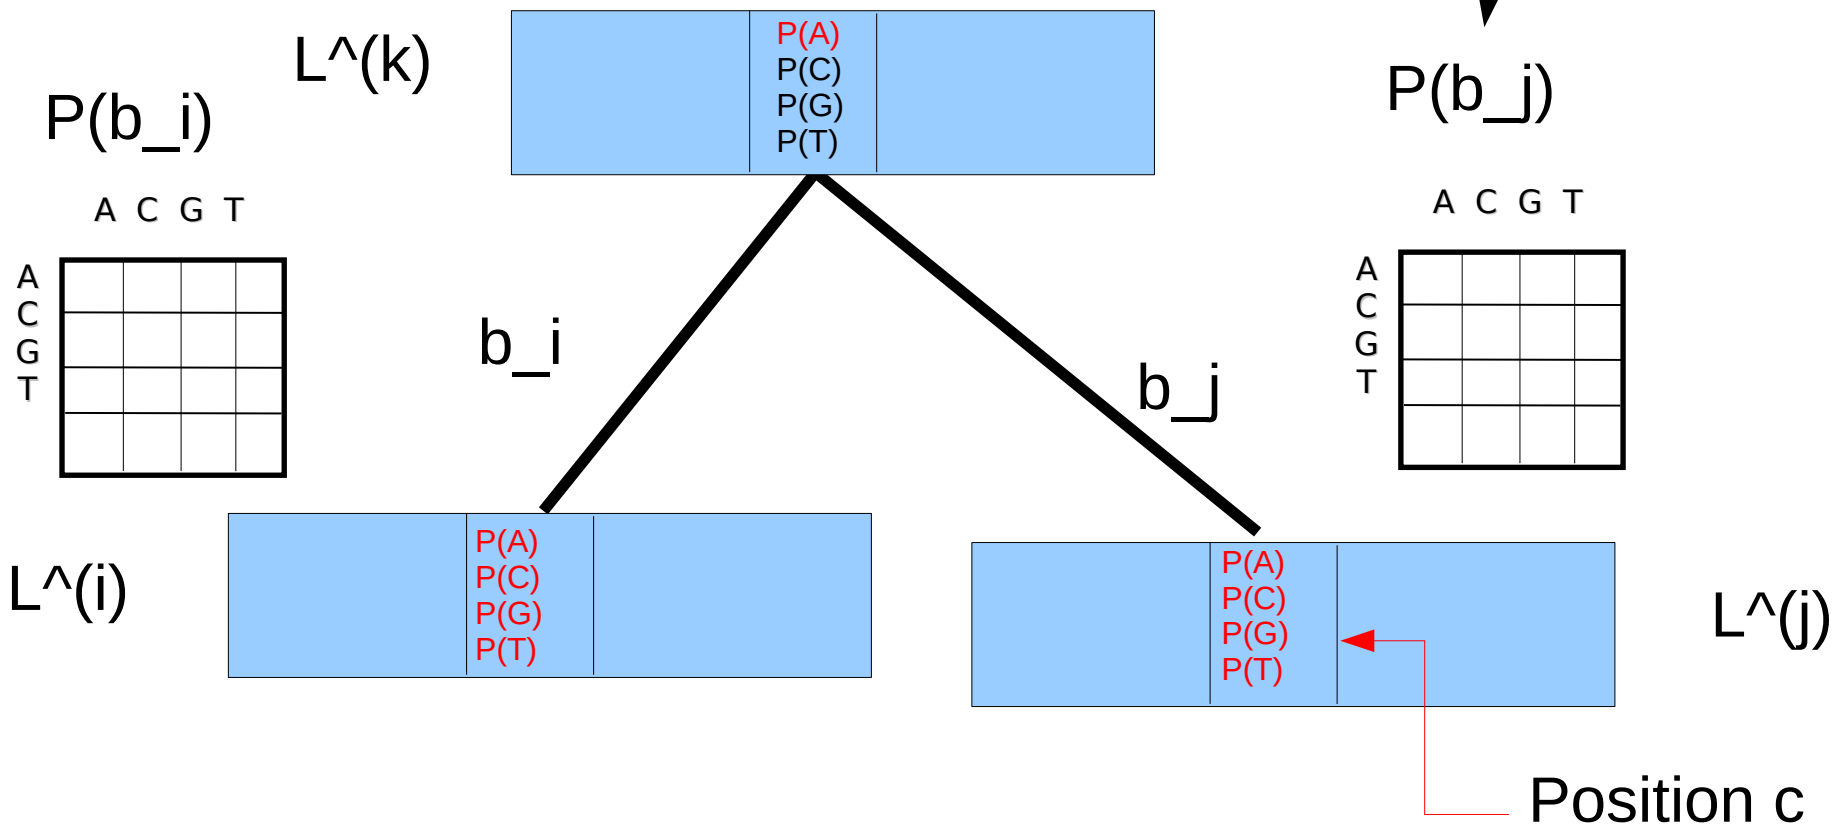 L^(k)
P(A)
P(C)
P(G)
P(T)
P(b_i)
P(b_j)
A C G T
A
C
G
T
A C G T
A
C
G
T
b_i
b_j
L^(i)
P(A)
P(C)
P(G)
P(T)
P(A)
P(C)
P(G)
P(T)
L^(j)
Position c